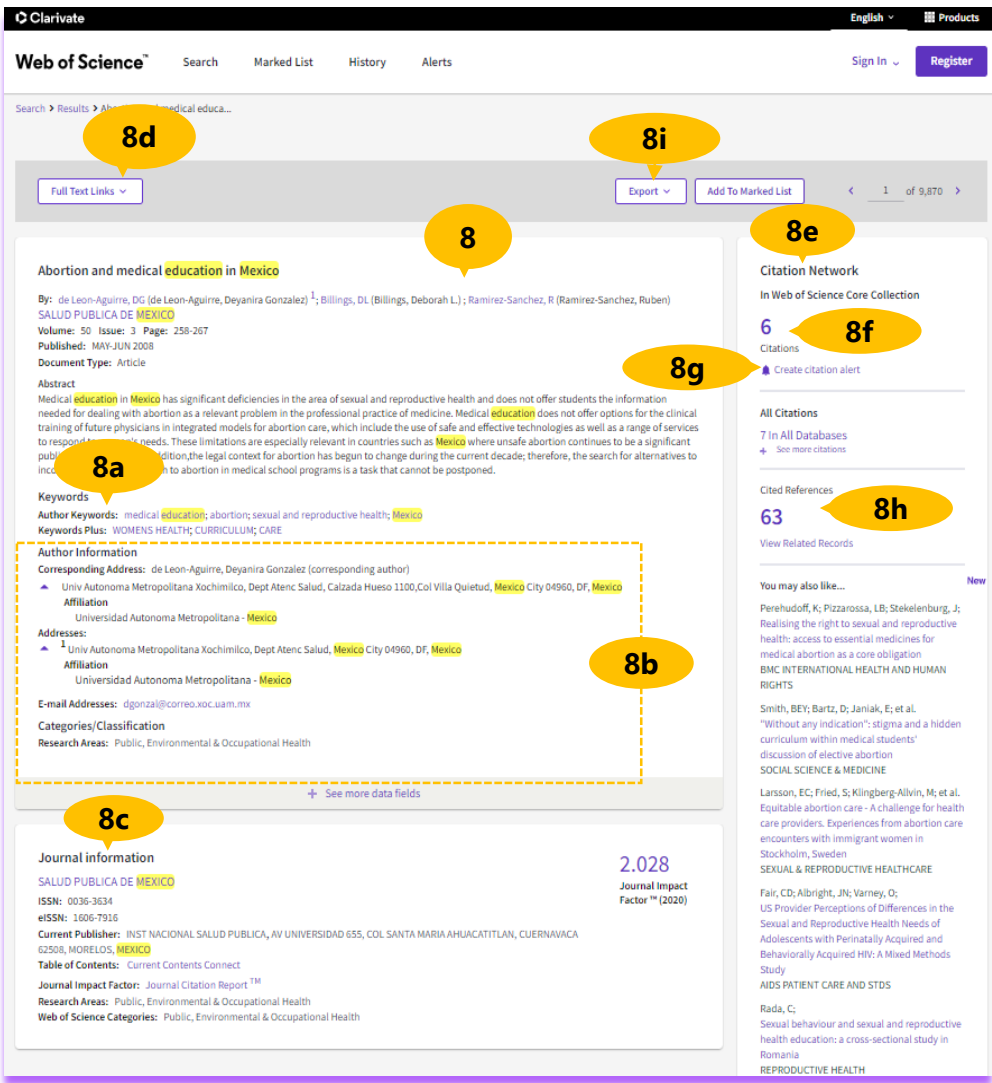 Clarivate
English
Products
Web of Science™
Search
Marked List
History
Alerts
Sign In
Register
Search > Results > Ab medical educa...
8d
8i
Full Text Links
Export
Add To Marked List
1 of 9,870
8
8e
Abortion and medical education in Mexico
By: de Leon-Aguirre, DG (de Leon-Aguirre, Deyanira Gonzalez) 1; Billings, DL (Billings, Deborah L.) ; Ramirez-Sanchez, R (Ramirez-Sanchez, Ruben)
SALUD PUBLICA DE MEXICO
Volume: 50 Issue: 3 Page: 258-267
Published: MAY-JUN 2008
Document Type: Article
Abstract
Medical education in Mexico has significant deficiencies in the area of sexual and reproductive health and does not offer students the information
needed for dealing with abortion as a relevant problem in the professional practice of medicine. Medical education does not offer options for the clinical
training of future physicians in integrated models for abortion care, which include the use of safe and effective technologies as well as a range of services
to respond to needs. These limitations are especially relevant in countries such as Mexico where unsafe abortion continues to be a significant
the legal context for abortion has begun to change during the current decade; therefore, the search for alternatives to
to abortion in medical school programs is a task that cannot be postponed.
8a
Keywords
Author Keywords: medical education; abortion; sexual and reproductive health; Mexico
Keywords Plus: WOMENS HEALTH; CURRICULUM; CARE
Author Information
Corresponding Address: de Leon-Aguirre, Deyanira Gonzalez (corresponding author)
Univ Autonoma Metropolitana Xochimilco, Dept Atenc Salud, Calzada Hueso 1100,Col Villa Quietud, Mexico City 04960, DF, Mexico
Affiliation
Universidad Autonoma Metropolitana - Mexico
Addresses:
1 Univ Autonoma Metropolitana Xochimilco, Dept Atenc Salud, Mexico City 04960, DF, Mexico
Affiliation
Universidad Autonoma Metropolitana - Mexico
8b
E-mail Addresses: dgonzal@correo.xoc.uam.mx
Categories/Classification
Research Areas: Public, Environmental & Occupational Health
+ See more data fields
8c
Journal information
SALUD PUBLICA DE MEXICO
ISSN: 0036-3634
eISSN: 1606-7916
Current Publisher: INST NACIONAL SALUD PUBLICA, AV UNIVERSIDAD 655, COL SANTA MARIA AHUACATITLAN, CUERNAVACA
62508, MORELOS, MEXICO
Table of Contents: Current Contents Connect
Journal Impact Factor: Journal Citation Report TM
Research Areas: Public, Environmental & Occupational Health
Web of Science Categories: Public, Environmental & Occupational Health
2.028
Journal Impact
Factor ™ (2020)
Citation Network
In Web of Science Core Collection
6
8f
Citations
8g
Create citation alert
All Citations
7 In All Databases
+ See more citations
Cited References
63
8h
View Related Records
You may also like...
New
Perehudoff, K; Pizzarossa, LB; Stekelenburg, J;
Realising the right to sexual and reproductive
health: access to essential medicines for
medical abortion as a core obligation
BMC INTERNATIONAL HEALTH AND HUMAN
RIGHTS
Smith, BEY; Bartz, D; Janiak, E; et al.
"Without any indication": stigma and a hidden
curriculum within medical students'
discussion of elective abortion
SOCIAL SCIENCE & MEDICINE
Larsson, EC; Fried, S; Klingberg-Allvin, M; et al.
Equitable abortion care - A challenge for health
care providers. Experiences from abortion care
encounters with immigrant women in
Stockholm, Sweden
SEXUAL & REPRODUCTIVE HEALTHCARE
Fair, CD; Albright, JN; Varney, O;
US Provider Perceptions of Differences in the
Sexual and Reproductive Health Needs of
Adolescents with Perinatally Acquired and
Behaviorally Acquired HIV: A Mixed Methods
Study
AIDS PATIENT CARE AND STDS
Rada, C;
Sexual behaviour and sexual and reproductive
health education: a cross-sectional study in
Romania
REPRODUCTIVE HEALTH